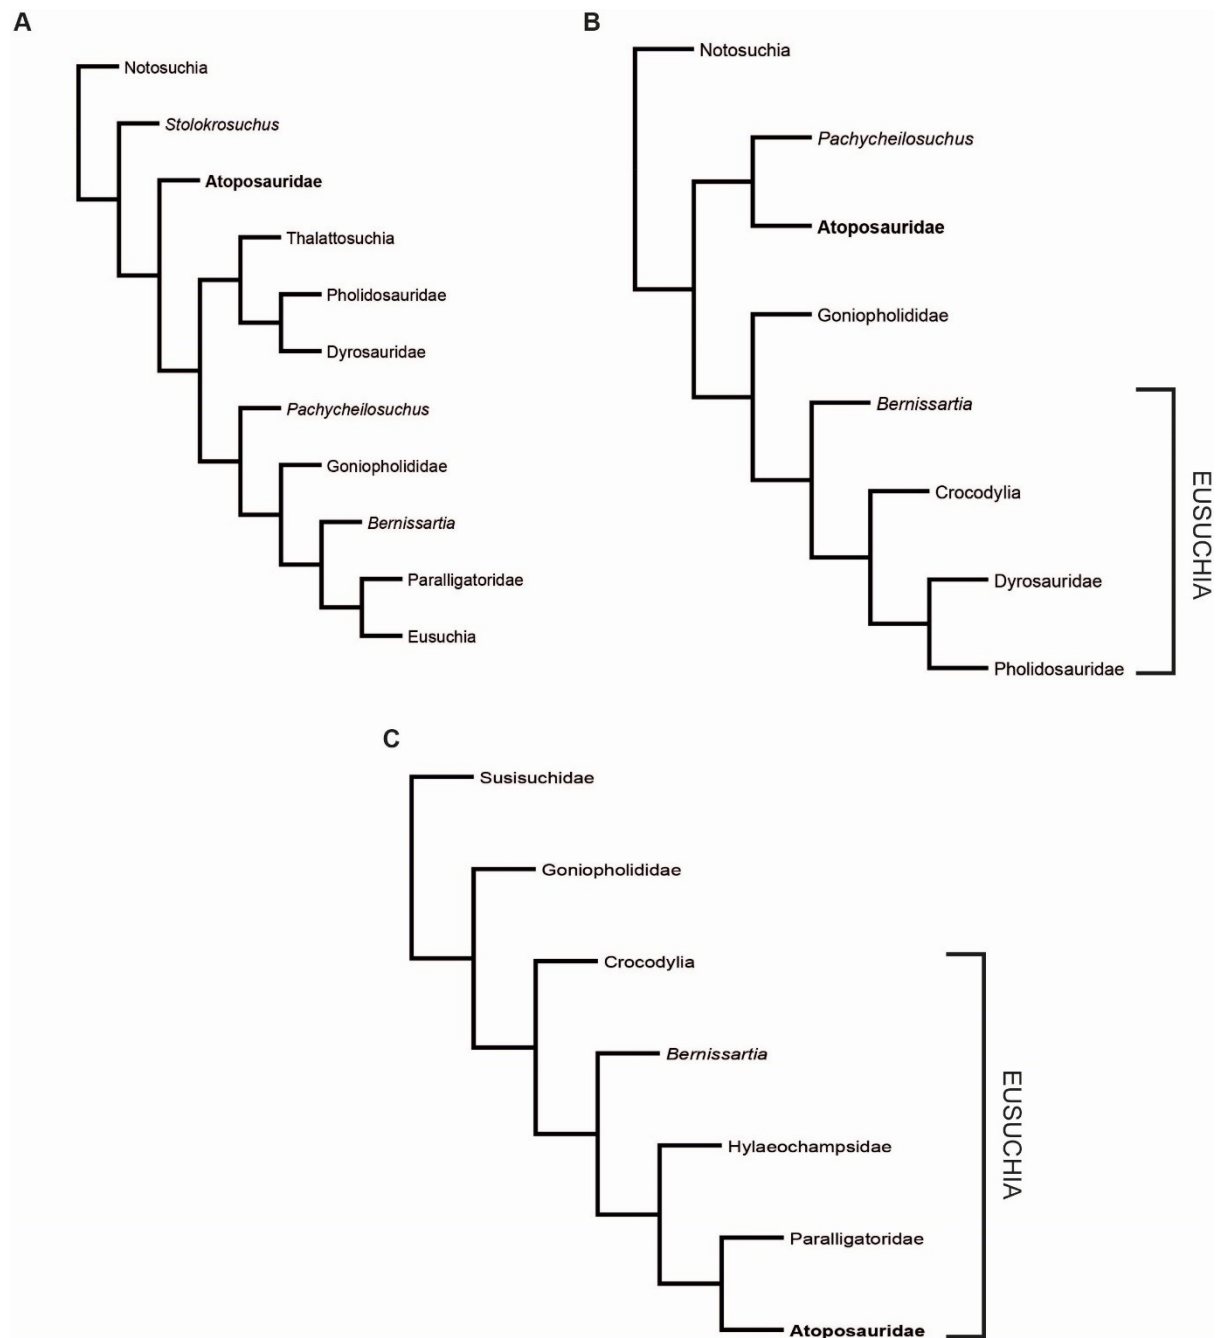 A
Notosuchia
Stolokrosuchus
Atoposauridae
Thalattosuchia
Pholidosauridae
Dyrosauridae
Pachycheilosuchus
Goniopholididae
Bernissartia
Paralligatoridae
Eusuchia
B
Notosuchia
Pachycheilosuchus
Atoposauridae
Goniopholididae
Bernissartia
Crocodylia
Dyrosauridae
Pholidosauridae
EUSUCHIA
C
Susisuchidae
Goniopholididae
Crocodylia
Bernissartia
Hylaeochampsidae
Paralligatoridae
Atoposauridae
EUSUCHIA